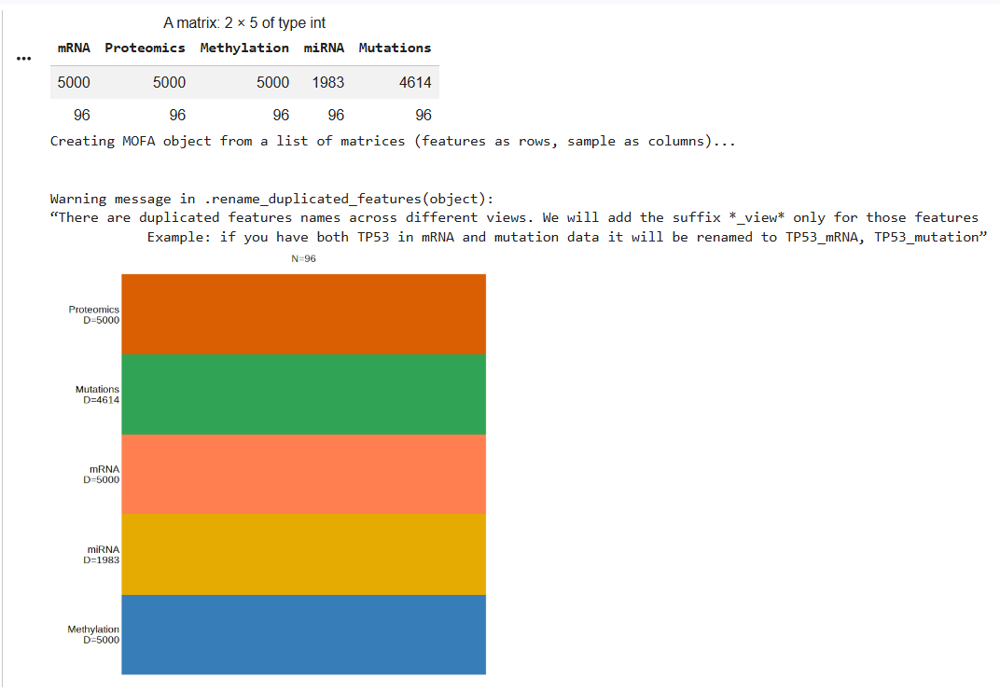 A matrix: 2 × 5 of type int
mRNA Proteomics Methylation miRNA Mutations
5000 5000 5000 1983 4614
96 96 96 96 96
Creating MOFA object from a list of matrices (features as rows, sample as columns)...
Warning message in .rename_duplicated_features(object):
“There are duplicated features names across different views. We will add the suffix *_view* only for those features
Example: if you have both TP53 in mRNA and mutation data it will be renamed to TP53_mRNA, TP53_mutation”
N=96
Proteomics
D=5000
Mutations
D=4614
mRNA
D=5000
miRNA
D=1983
Methylation
D=5000